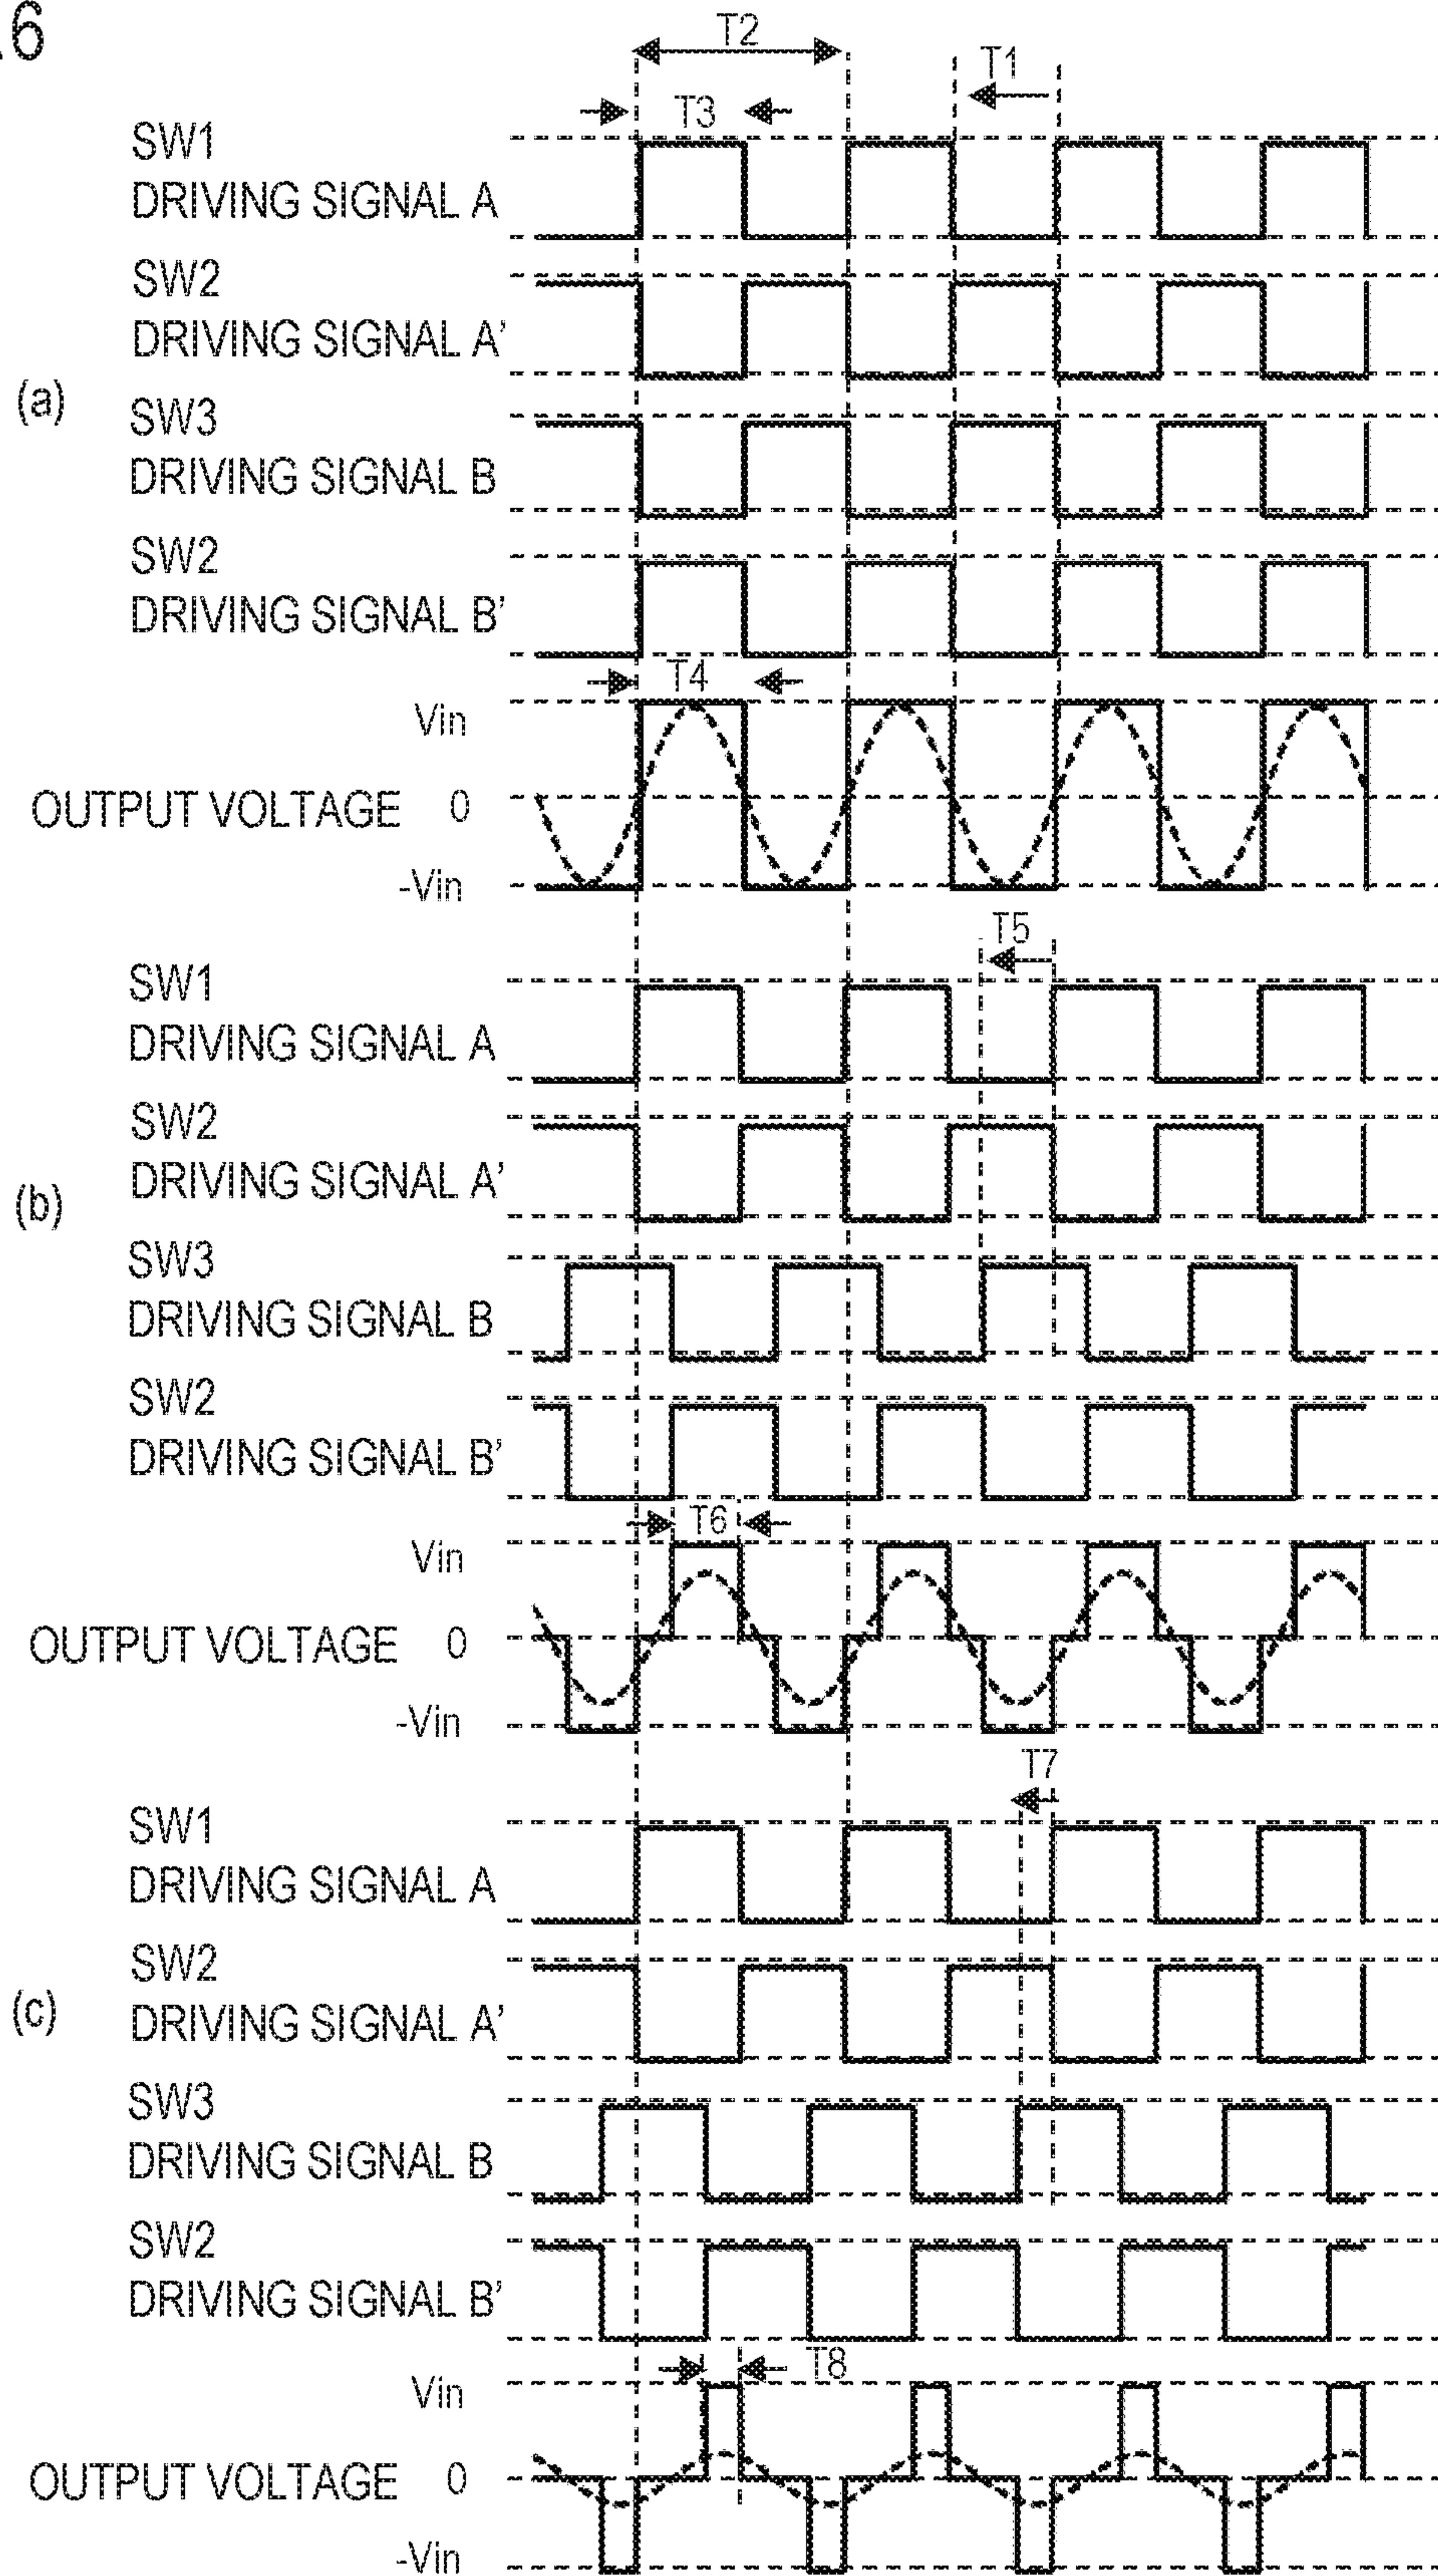 .6
T2
T1
T3
SW1
DRIVING SIGNAL A
SW2
DRIVING SIGNAL A'
(a)
SW3
DRIVING SIGNAL B
SW2
DRIVING SIGNAL B'
T4
Vin
OUTPUT VOLTAGE 0
-Vin
T5
SW1
DRIVING SIGNAL A
SW2
DRIVING SIGNAL A'
(b)
SW3
DRIVING SIGNAL B
SW2
DRIVING SIGNAL B'
T6
Vin
OUTPUT VOLTAGE 0
-Vin
T7
SW1
DRIVING SIGNAL A
SW2
DRIVING SIGNAL A'
(c)
SW3
DRIVING SIGNAL B
SW2
DRIVING SIGNAL B'
T8
Vin
OUTPUT VOLTAGE 0
-Vin